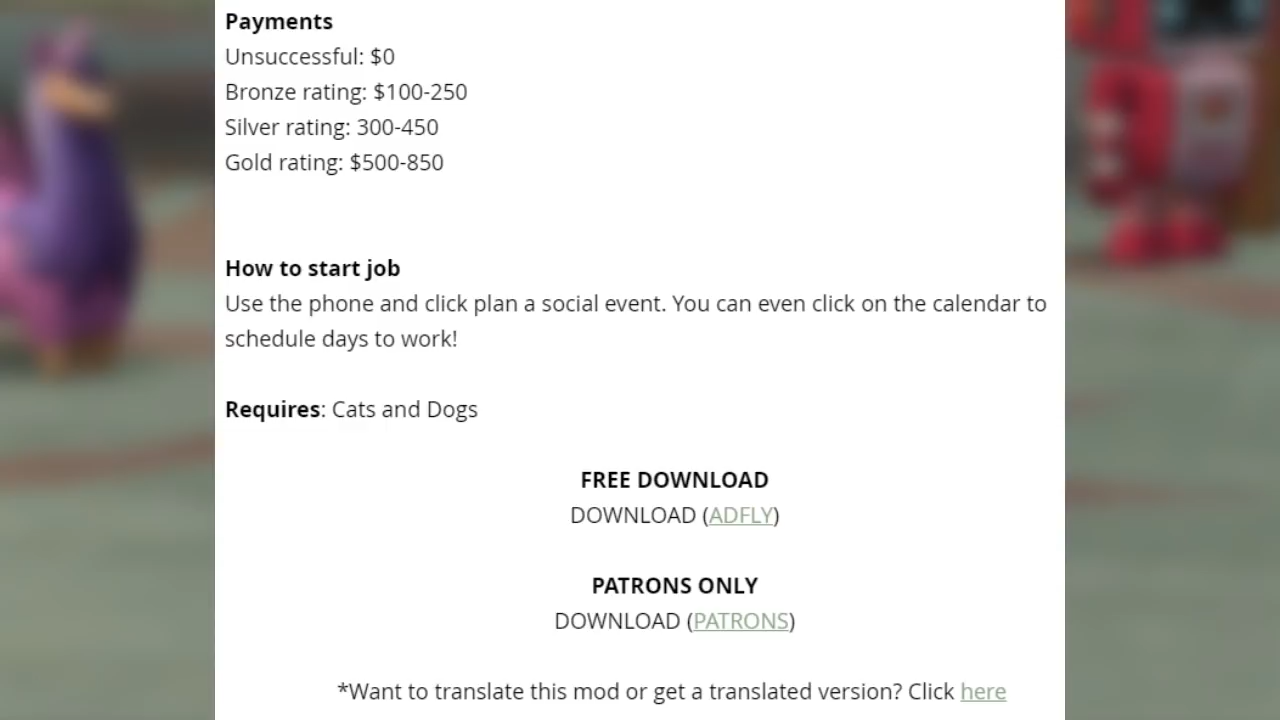 Payments
Unsuccessful: $0
Bronze rating: $100-250
Silver rating: 300-450
Gold rating: $500-850
How to start job
Use the phone and click plan a social event. You can even click on the calendar to
schedule days to work!
Requires: Cats and Dogs
FREE DOWNLOAD
DOWNLOAD (ADFLY)
PATRONS ONLY
DOWNLOAD (PATRONS)
*Want to translate this mod or get a translated version? Click here